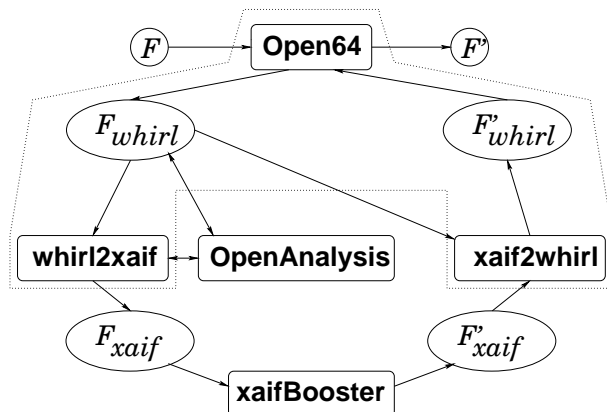 F Open64 F'
F_whirl F'_whirl
whirl2xaif OpenAnalysis xaif2whirl
F_xaif F'_xaif
xaifBooster